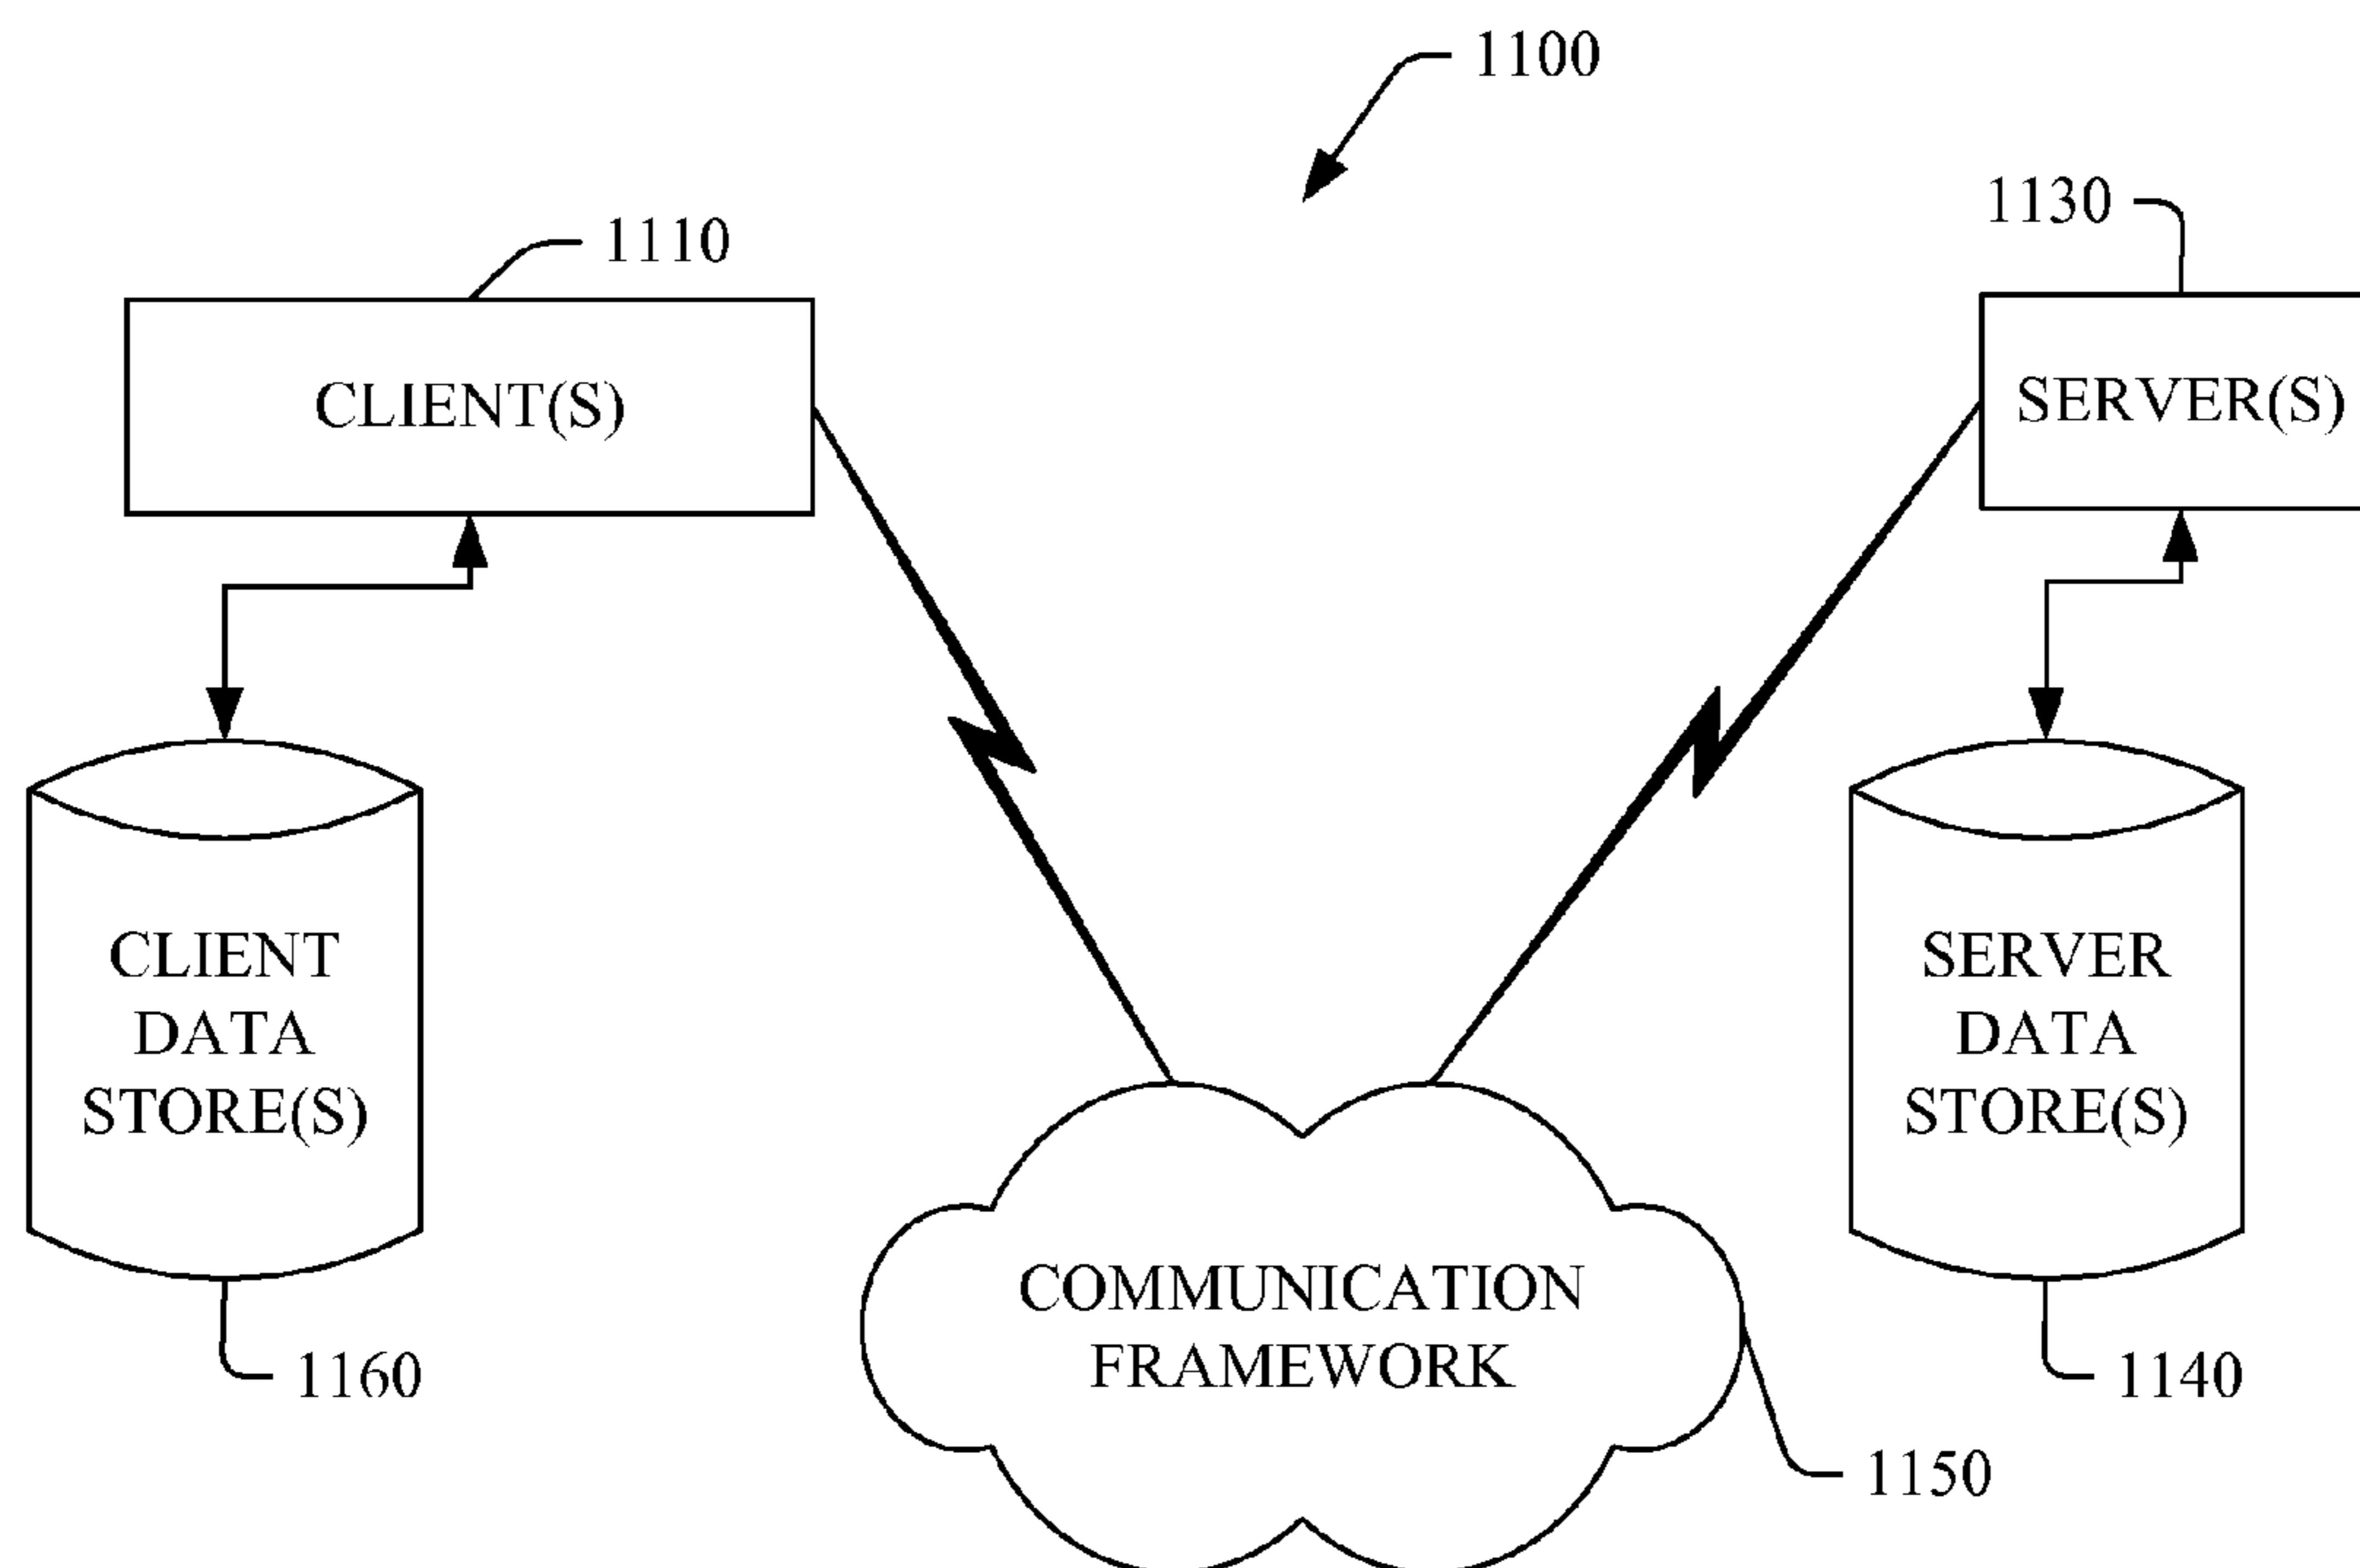 1100
1130
1110
CLIENT(S)
SERVER(S)
CLIENT
DATA
STORE(S)
SERVER
DATA
STORE(S)
COMMUNICATION
FRAMEWORK
1160
1140
1150